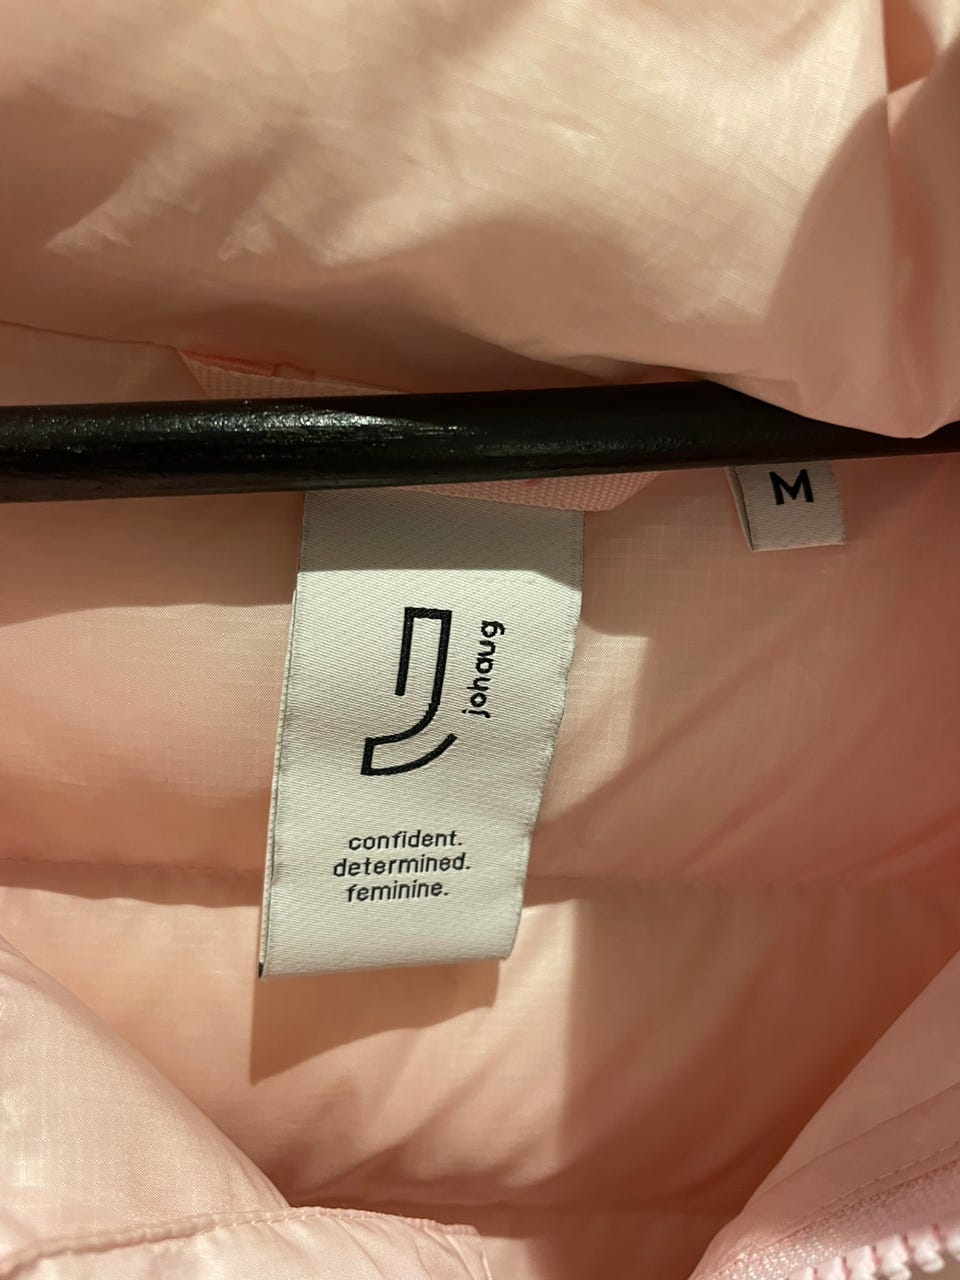 M
johaug
confident.
determined.
feminine.